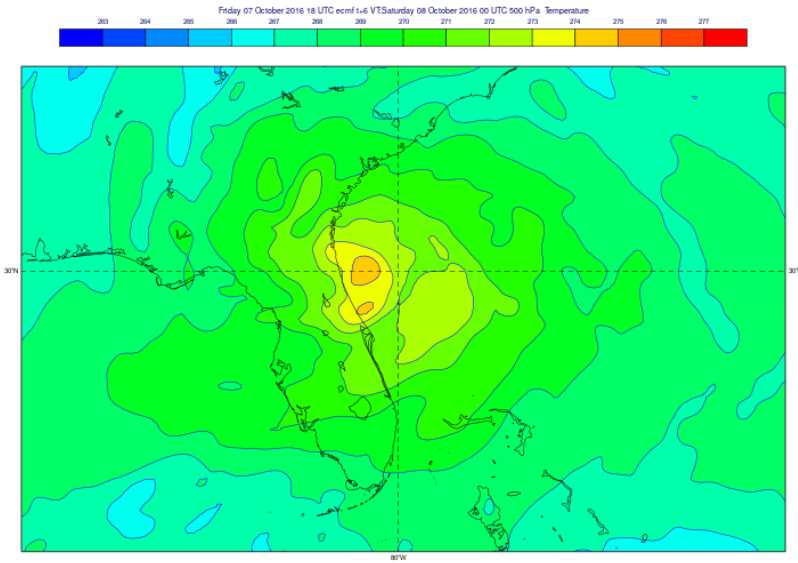 Friday 07 October 2016 18 UTC ecmf t+6 VT:Saturday 08 October 2016 00 UTC 500 hPa Temperature
263 264 265 266 267 268 269 270 271 272 273 274 275 276 277
30°N 30°
80°W